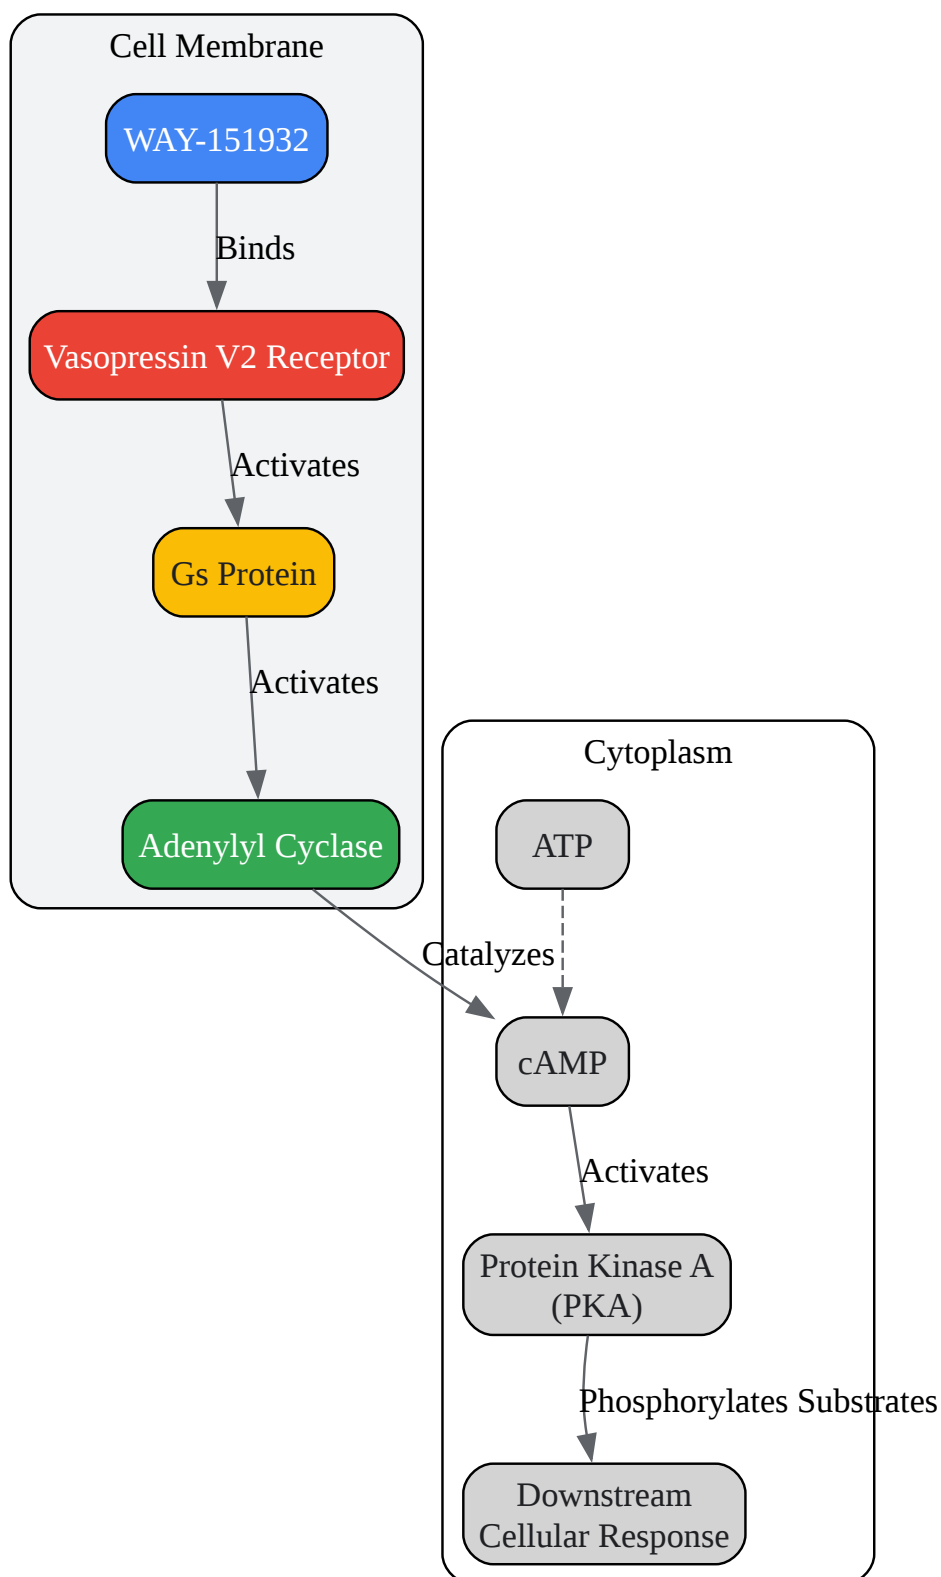 Cell Membrane
WAY-151932
Binds
Vasopressin V2 Receptor
Activates
Gs Protein
Activates
Adenylyl Cyclase
Cytoplasm
ATP
Catalyzes
cAMP
Activates
Protein Kinase A
(PKA)
Phosphorylates Substrates
Downstream
Cellular Response